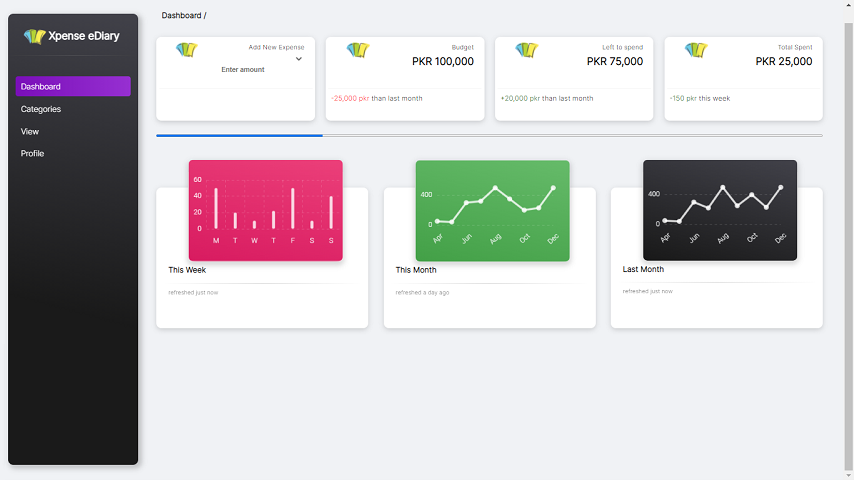 Xpense eDiary
Dashboard
Categories
View
Profile
Dashboard /
Add New Expense
Enter amount
Budget
PKR 100,000
-25,000 pkr than last month
Left to spend
PKR 75,000
+20,000 pkr than last month
Total Spent
PKR 25,000
-150 pkr this week
60
40
20
0
M T W T F S S
This Week
refreshed just now
400
0
Apr Jun Aug Oct Dec
This Month
refreshed a day ago
400
0
Apr Jun Aug Oct Dec
Last Month
refreshed just now